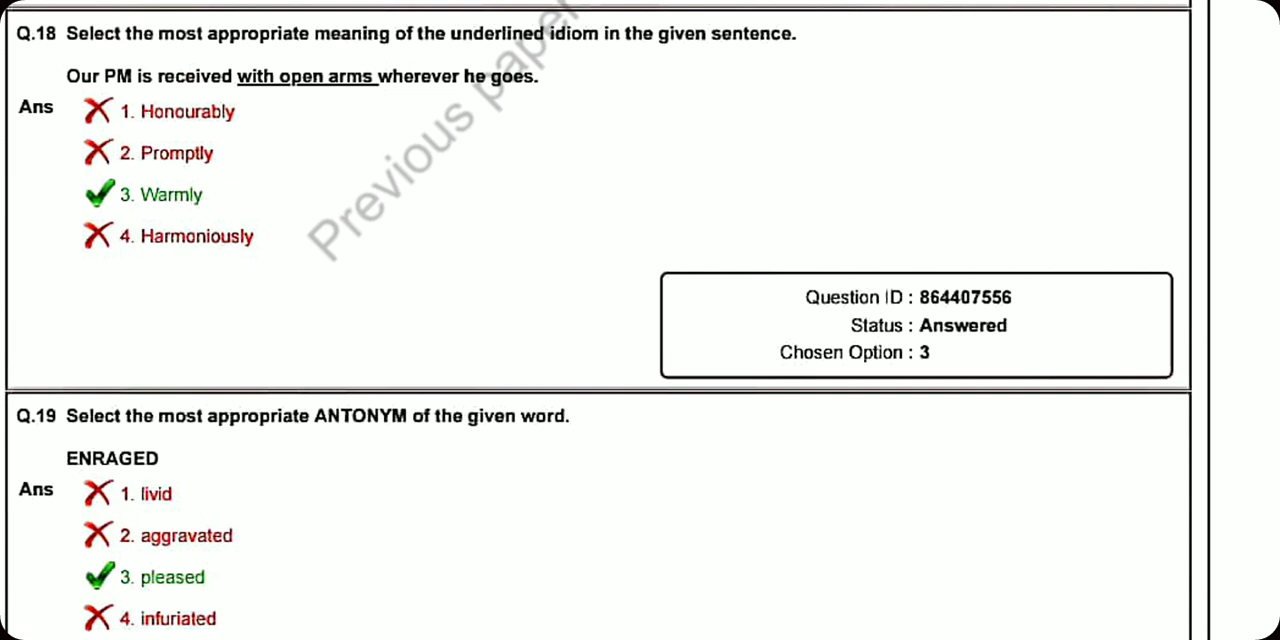 Q.18 Select the most appropriate meaning of the underlined idiom in the given sentence.
Our PM is received with open arms wherever he goes.
Ans 1. Honourably
2. Promptly
3. Warmly
4. Harmoniously
Previous paper
Question ID : 864407556
Status : Answered
Chosen Option : 3
Q.19 Select the most appropriate ANTONYM of the given word.
ENRAGED
Ans 1. livid
2. aggravated
3. pleased
4. infuriated